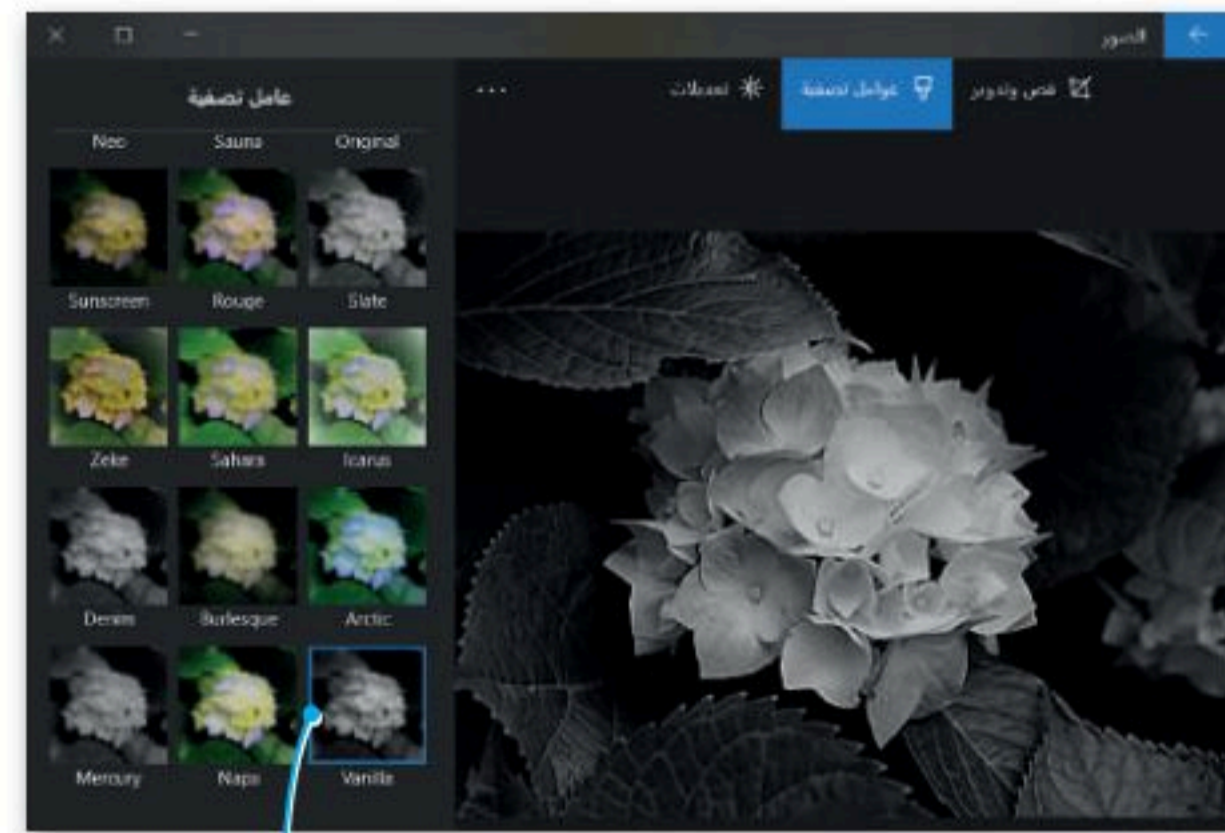 الصور
قص وتدوير
عوامل تصفية
تعديلات
...
عامل تصفية
Original Sauna Neo
Slate Rouge Sunscreen
Icarus Sahara Zeke
Arctic Burlesque Denim
Vanilla Napa Mercury